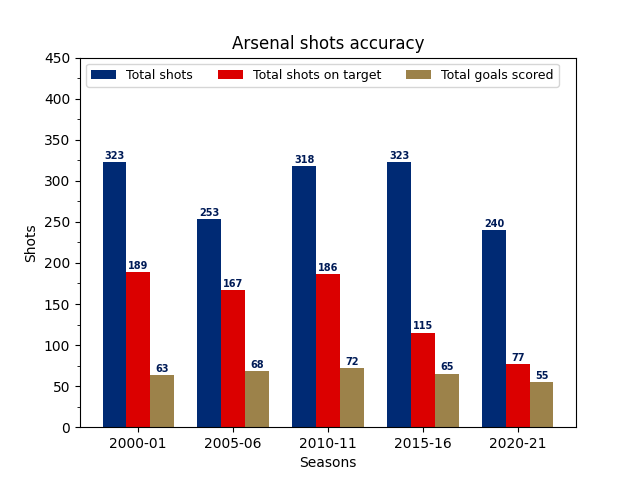 Arsenal shots accuracy
Total shots Total shots on target Total goals scored
450
400
350
300
250
200
150
100
50
0
Shots
323 189 63
253 167 68
318 186 72
323 115 65
240 77 55
2000-01 2005-06 2010-11 2015-16 2020-21
Seasons